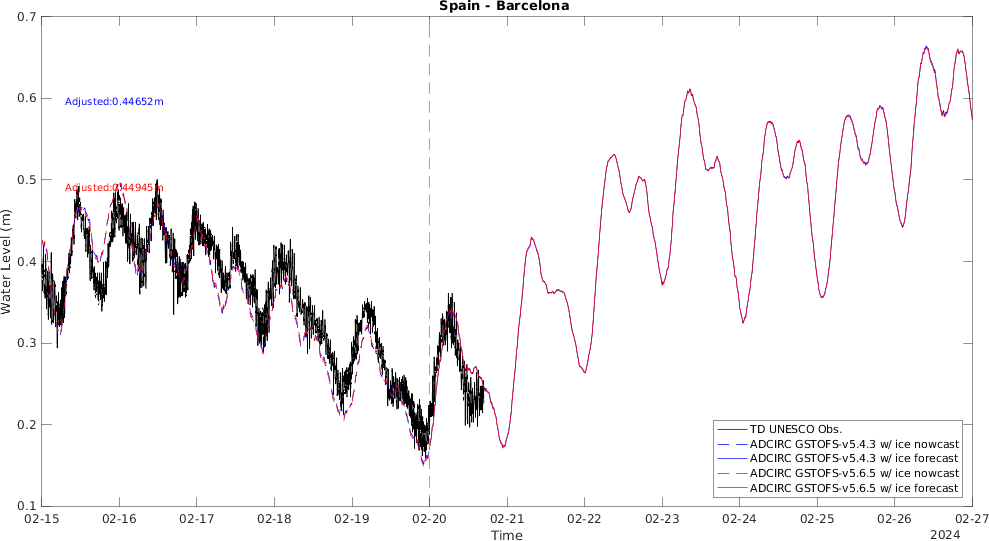 Spain - Barcelona
0.7
0.6
0.5
0.4
0.3
0.2
0.1
Water Level (m)
Adjusted:0.44652m
Adjusted:0.44945m
TD UNESCO Obs.
ADCIRC GSTOFS-v5.4.3 w/ ice nowcast
ADCIRC GSTOFS-v5.4.3 w/ ice forecast
ADCIRC GSTOFS-v5.6.5 w/ ice nowcast
ADCIRC GSTOFS-v5.6.5 w/ ice forecast
02-15 02-16 02-17 02-18 02-19 02-20 02-21 02-22 02-23 02-24 02-25 02-26 02-27
Time
2024